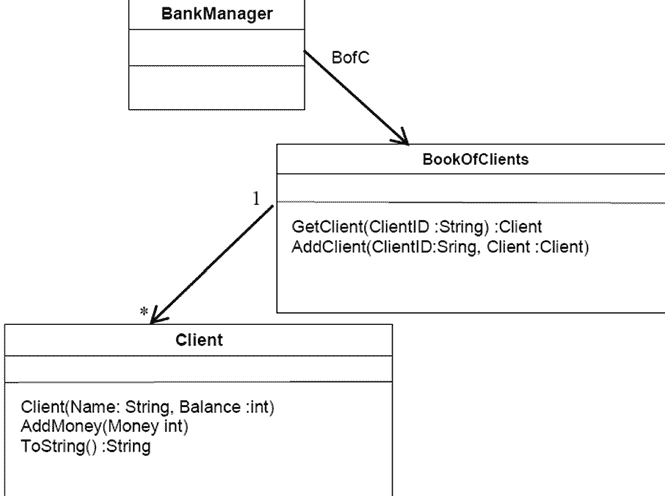 BankManager
BofC
BookOfClients
1
GetClient(ClientID :String) :Client
AddClient(ClientID:Sring, Client :Client)
*
Client
Client(Name: String, Balance :int)
AddMoney(Money int)
ToString() :String